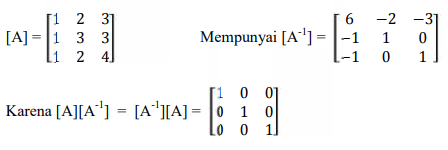 [A] = [1 2 3
1 3 3
1 2 4] Mempunyai [A⁻¹] = [6 −2 −3
−1 1 0
−1 0 1]
Karena [A][A⁻¹] = [A⁻¹][A] = [1 0 0
0 1 0
0 0 1]